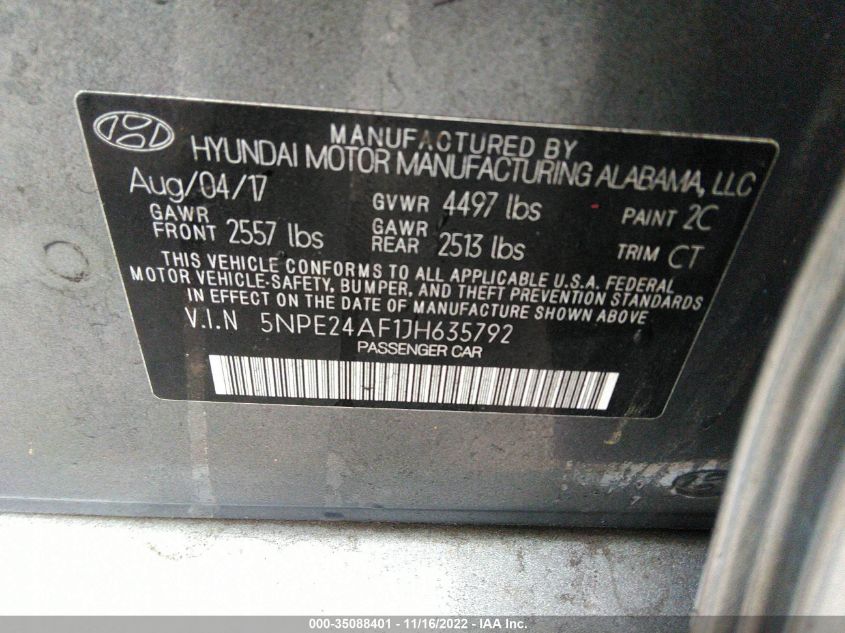 MANUFACTURED BY
HYUNDAI MOTOR MANUFACTURING ALABAMA, LLC
Aug/04/17 GVWR 4497 lbs PAINT 2C
GAWR FRONT 2557 lbs GAWR REAR 2513 lbs TRIM CT
THIS VEHICLE CONFORMS TO ALL APPLICABLE U.S.A. FEDERAL
MOTOR VEHICLE-SAFETY, BUMPER, AND THEFT PREVENTION STANDARDS
IN EFFECT ON THE DATE OF MANUFACTURE SHOWN ABOVE.
V.I.N 5NPE24AF1JH635792
PASSENGER CAR
000-35088401 - 11/16/2022 - IAA Inc.